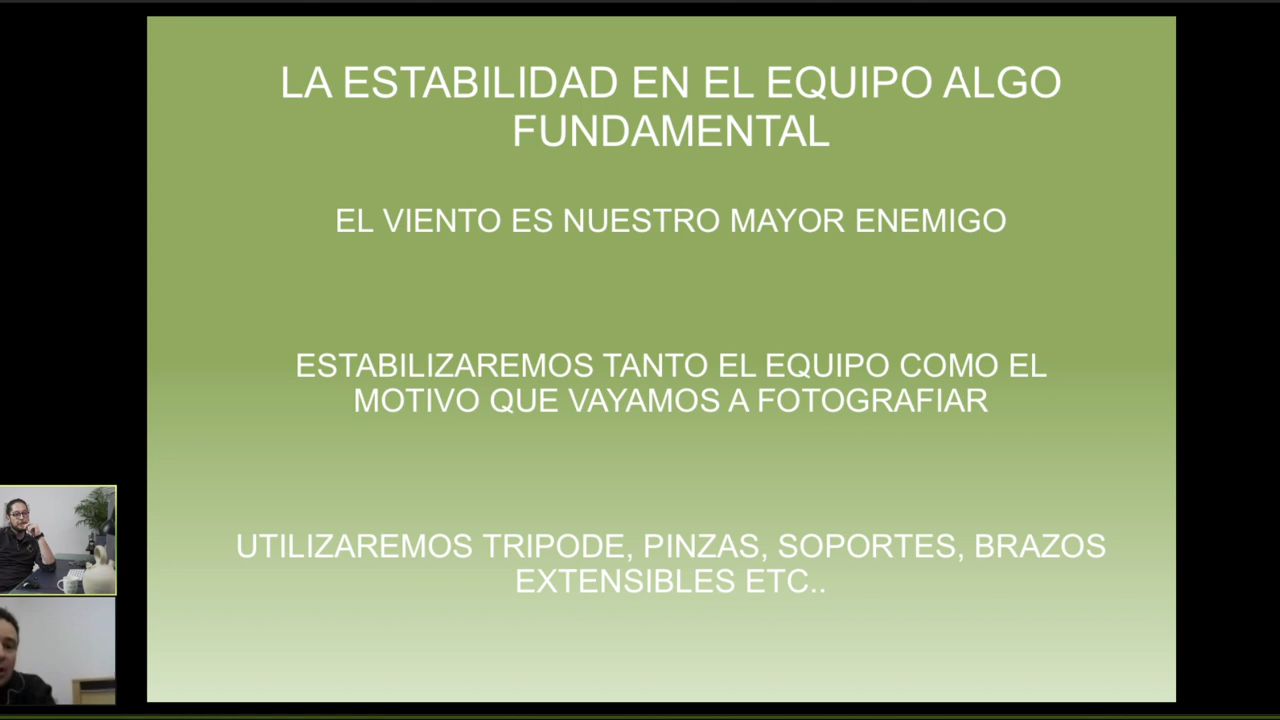 LA ESTABILIDAD EN EL EQUIPO ALGO
FUNDAMENTAL
EL VIENTO ES NUESTRO MAYOR ENEMIGO
ESTABILIZAREMOS TANTO EL EQUIPO COMO EL
MOTIVO QUE VAYAMOS A FOTOGRAFIAR
UTILIZAREMOS TRIPODE, PINZAS, SOPORTES, BRAZOS
EXTENSIBLES ETC..